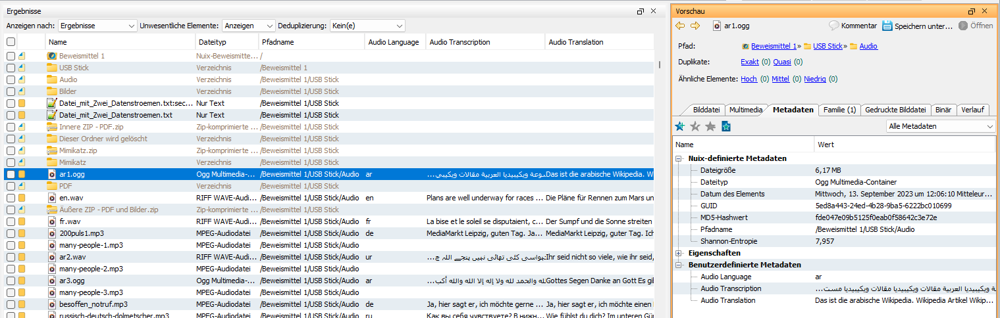 Ergebnisse
Anzeigen nach: Ergebnisse Unwesentliche Elemente: Anzeigen Deduplizierung: Kein(e)
Name Dateityp Pfadname Audio Language Audio Transcription Audio Translation
Beweismittel 1 Nuix-Beweismitte... /
USB Stick Verzeichnis /Beweismittel 1
Audio Verzeichnis /Beweismittel 1/USB Stick
Bilder Verzeichnis /Beweismittel 1/USB Stick
Datei_mit_Zwei_Datenstroemen.txt:sec... Nur Text /Beweismittel 1/USB Stick
Datei_mit_Zwei_Datenstroemen.txt Nur Text /Beweismittel 1/USB Stick
Innere ZIP - PDF.zip Zip-komprimierte ... /Beweismittel 1/USB Stick
Dieser Ordner wird gelöscht Verzeichnis /Beweismittel 1/USB Stick
Mimikatz.zip Zip-komprimierte ... /Beweismittel 1/USB Stick
Mimikatz Verzeichnis /Beweismittel 1/USB Stick
ar1.ogg Ogg Multimedia-... /Beweismittel 1/USB Stick/Audio ar وعة ويكيبيديا العربية مقالات ويكيبي... Das ist die arabische Wikipedia. W
PDF Verzeichnis /Beweismittel 1/USB Stick
en.wav RIFF WAVE-Audi... /Beweismittel 1/USB Stick/Audio en Plans are well underway for races ... Die Pläne für Rennen zum Mars un
Äußere ZIP - PDF und Bilder.zip Zip-komprimierte ... /Beweismittel 1/USB Stick
fr.wav RIFF WAVE-Audi... /Beweismittel 1/USB Stick/Audio fr La bise et le soleil se disputaient, c... Der Sumpf und die Sonne streiten
200puls1.mp3 MPEG-Audiodatei /Beweismittel 1/USB Stick/Audio de MediaMarkt Leipzig, guten Tag. Ja... MediaMarkt Leipzig, guter Tag. Ich
many-people-1.mp3 MPEG-Audiodatei /Beweismittel 1/USB Stick/Audio
ar2.wav RIFF WAVE-Audi... /Beweismittel 1/USB Stick/Audio ur ہواسی کئی تھائی نہیں پنجے اللہ چ... Ihr seid nicht so viele, wie ihr seid,
many-people-2.mp3 MPEG-Audiodatei /Beweismittel 1/USB Stick/Audio
ar3.ogg Ogg Multimedia-... /Beweismittel 1/USB Stick/Audio ar له والحمد لله ولا إله إلا الله والله أكب... Gottes Segen Danke an Gott Es gil
many-people-3.mp3 MPEG-Audiodatei /Beweismittel 1/USB Stick/Audio
besoffen_notruf.mp3 MPEG-Audiodatei /Beweismittel 1/USB Stick/Audio de Ja, hier sagt er, ich möchte gerne ... Ja, hier sagt er, ich möchte einen
russisch-deutsch-dolmetscher.mp3 MPEG-Audiodatei /Beweismittel 1/USB Stick/Audio ru Как вы себя чувствуете? В нижн... Wie fühlst du dich? Im unteren Gü
Vorschau
ar1.ogg Kommentar Speichern unter... Öffnen
Pfad: Beweismittel 1» USB Stick» Audio
Duplikate: Exakt (0) Quasi (0)
Ähnliche Elemente: Hoch (0) Mittel (0) Niedrig (0)
Bilddatei Multimedia Metadaten Familie (1) Gedruckte Bilddatei Binär Verlauf
Alle Metadaten
Name Wert
Nuix-definierte Metadaten
Dateigröße 6,17 MB
Dateityp Ogg Multimedia-Container
Datum des Elements Mittwoch, 13. September 2023 um 12:06:10 Mitteleur...
GUID 5ed8a443-24ed-4b28-9ba5-6222bc010699
MD5-Hashwert fde047e09b5125f0eab0f58642c3e72e
Pfadname /Beweismittel 1/USB Stick/Audio
Shannon-Entropie 7,957
Eigenschaften
Benutzerdefinierte Metadaten
Audio Language ar
Audio Transcription ة ويكيبيديا العربية مقالات ويكيبيديا مقالات ويكيبيديا مست...
Audio Translation Das ist die arabische Wikipedia. Wikipedia Artikel Wikip...